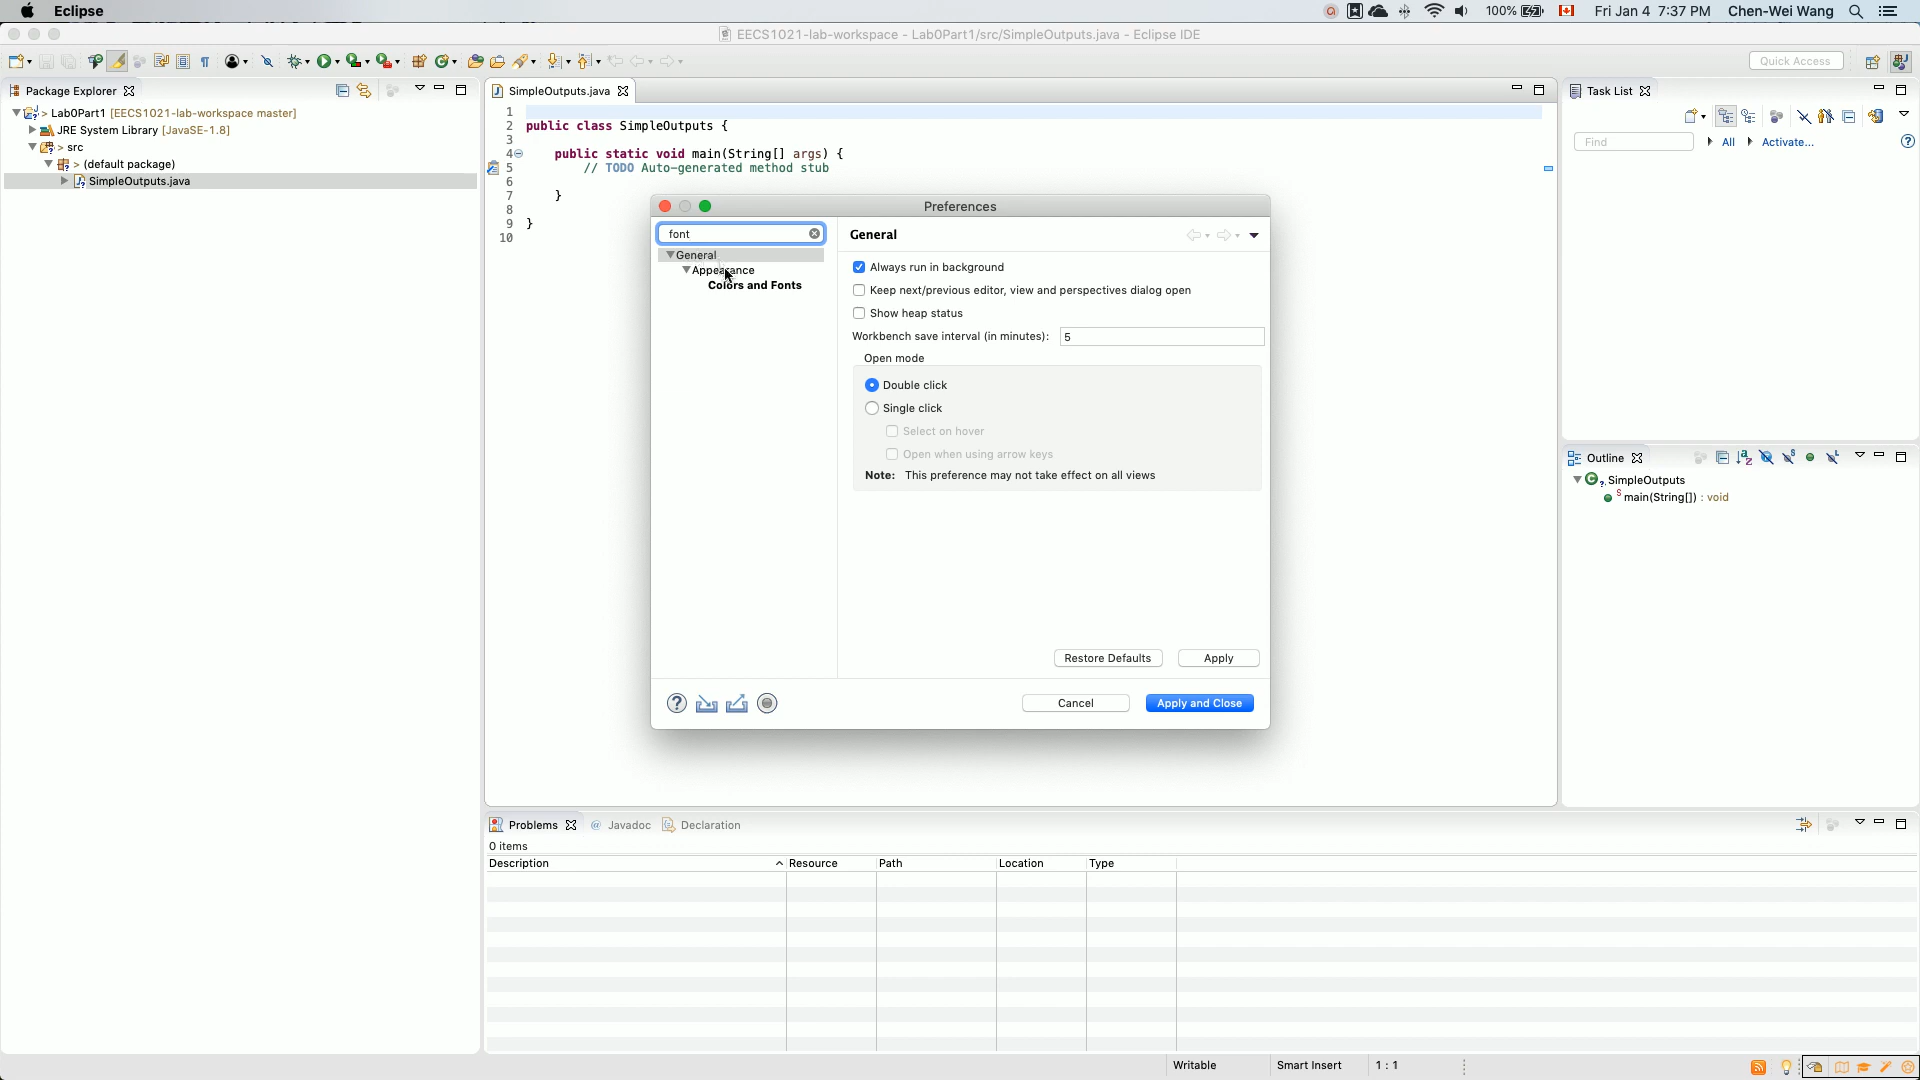 Eclipse
100%
Fri Jan 4 7:37 PM
Chen-Wei Wang
EECS1021-lab-workspace - Lab0Part1/src/SimpleOutputs.java - Eclipse IDE
Quick Access
Package Explorer
> Lab0Part1 [EECS1021-lab-workspace master]
JRE System Library [JavaSE-1.8]
> src
> (default package)
SimpleOutputs.java
SimpleOutputs.java
1
2 public class SimpleOutputs {
3
4 public static void main(String[] args) {
5 // TODO Auto-generated method stub
6
7 }
8
9 }
10
Preferences
font
General
Appearance
Colors and Fonts
General
Always run in background
Keep next/previous editor, view and perspectives dialog open
Show heap status
Workbench save interval (in minutes): 5
Open mode
Double click
Single click
Select on hover
Open when using arrow keys
Note: This preference may not take effect on all views
Restore Defaults
Apply
Cancel
Apply and Close
Task List
Find
All
Activate...
Outline
SimpleOutputs
main(String[]) : void
Problems
Javadoc
Declaration
0 items
Description
Resource
Path
Location
Type
Writable
Smart Insert
1 : 1